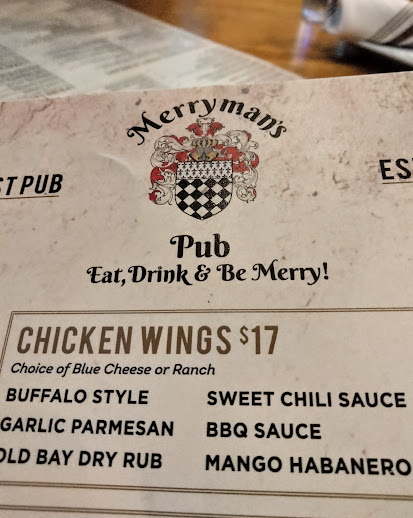 Merryman's
ST PUB
ES
Pub
Eat, Drink & Be Merry!
CHICKEN WINGS $17
Choice of Blue Cheese or Ranch
BUFFALO STYLE
SWEET CHILI SAUCE
GARLIC PARMESAN
BBQ SAUCE
OLD BAY DRY RUB
MANGO HABANERO